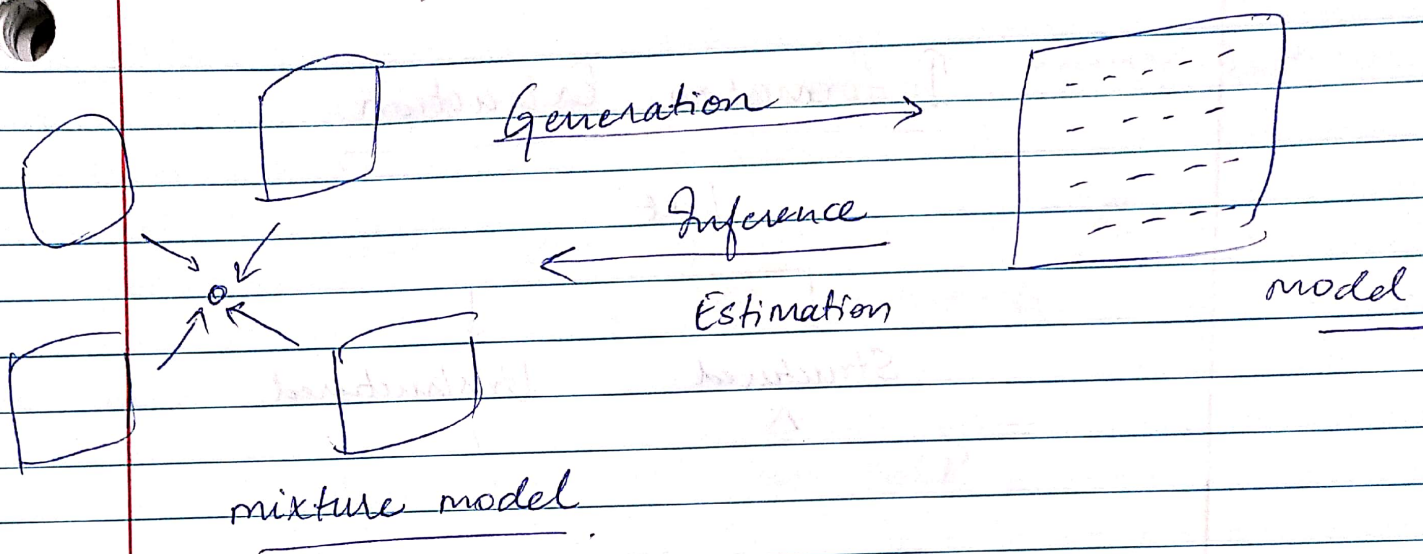 Generation
Inference
Estimation
model
mixture model.